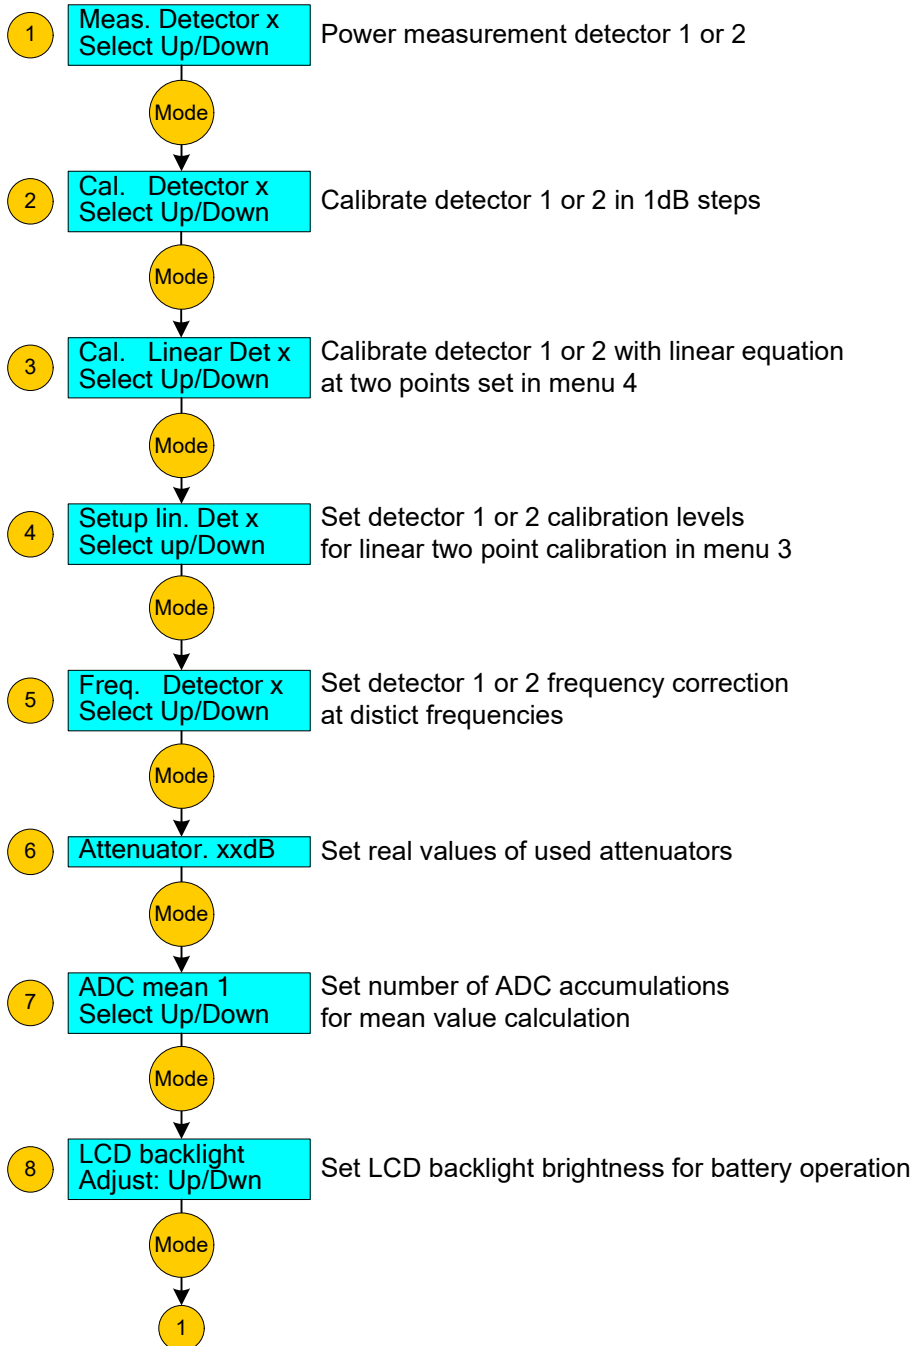 1
Meas. Detector x
Select Up/Down
Power measurement detector 1 or 2
Mode
2
Cal.   Detector x
Select Up/Down
Calibrate detector 1 or 2 in 1dB steps
Mode
3
Cal.   Linear Det x
Select Up/Down
Calibrate detector 1 or 2 with linear equation
at two points set in menu 4
Mode
4
Setup lin. Det x
Select up/Down
Set detector 1 or 2 calibration levels
for linear two point calibration in menu 3
Mode
5
Freq.   Detector x
Select Up/Down
Set detector 1 or 2 frequency correction
at distict frequencies
Mode
6
Attenuator. xxdB
Set real values of used attenuators
Mode
7
ADC mean 1
Select Up/Down
Set number of ADC accumulations
for mean value calculation
Mode
8
LCD backlight
Adjust: Up/Dwn
Set LCD backlight brightness for battery operation
Mode
1